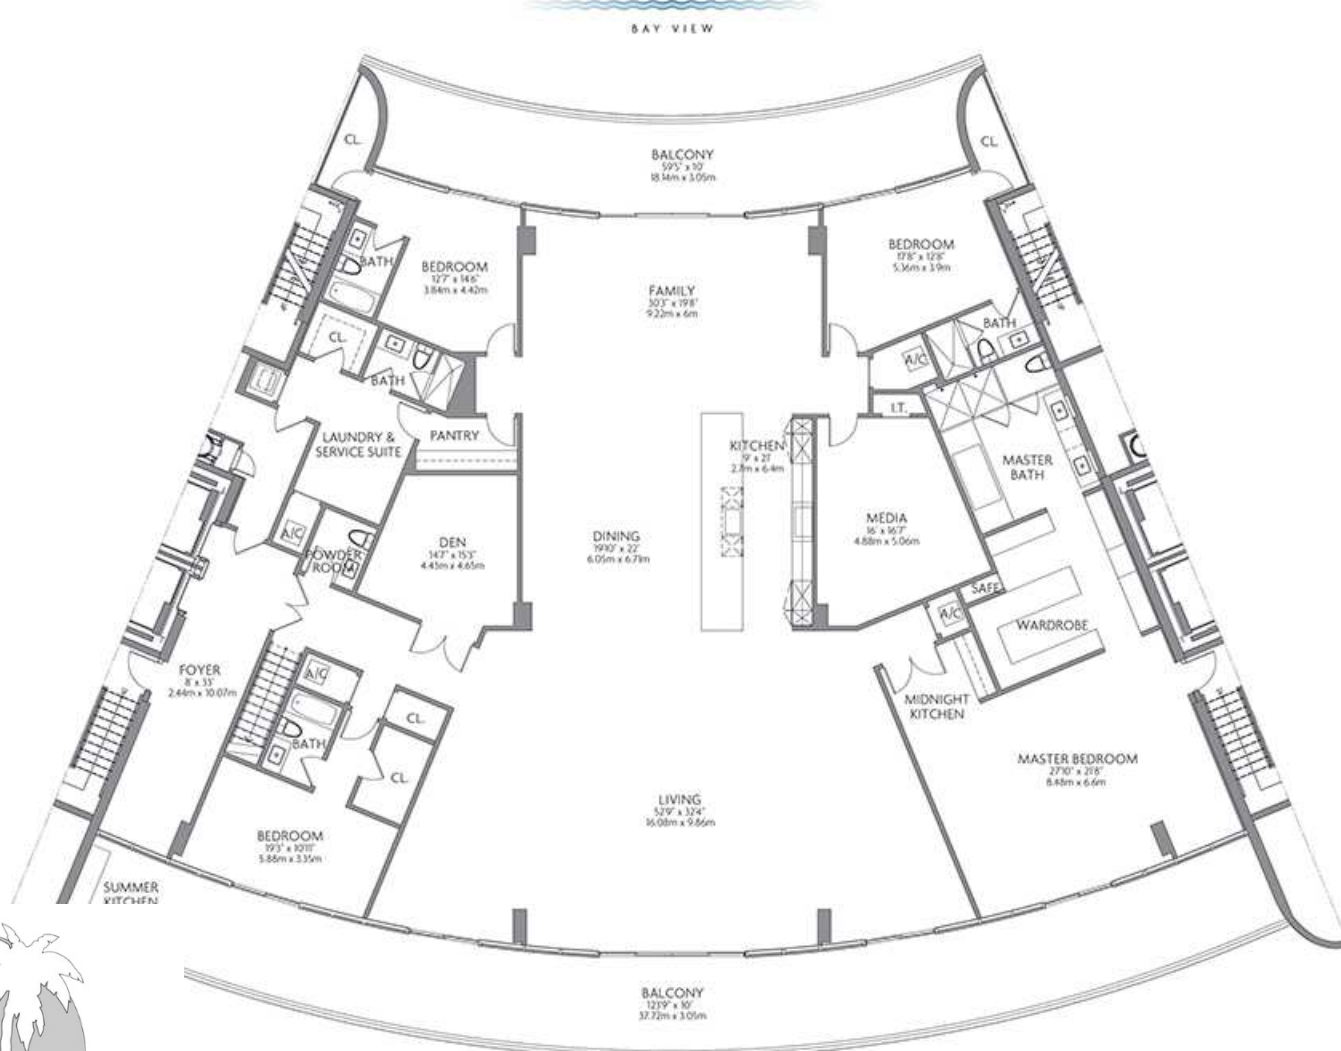 BAY VIEW
BALCONY
59'5" x 10'
18.14m x 3.05m
CL.
CL.
BATH
BEDROOM
12'7" x 14'6"
3.84m x 4.42m
FAMILY
30'3" x 19'8"
9.22m x 6m
BEDROOM
17'8" x 12'8"
5.36m x 3.9m
BATH
CL.
BATH
A/C
I.T.
LAUNDRY &
SERVICE SUITE
PANTRY
KITCHEN
9' x 21'
2.7m x 6.4m
MASTER
BATH
A/C
POWDER
ROOM
DEN
14'7" x 15'3"
4.45m x 4.65m
DINING
19'10" x 22'
6.05m x 6.71m
MEDIA
16' x 16'7"
4.88m x 5.06m
SAFE
A/C
WARDROBE
FOYER
8' x 33'
2.44m x 10.07m
A/C
MIDNIGHT
KITCHEN
CL.
BATH
CL.
MASTER BEDROOM
27'10" x 21'8"
8.48m x 6.6m
LIVING
52'9" x 32'4"
16.08m x 9.86m
BEDROOM
19'3" x 10'11"
5.88m x 3.35m
SUMMER
KITCHEN
BALCONY
123'9" x 10'
37.72m x 3.05m